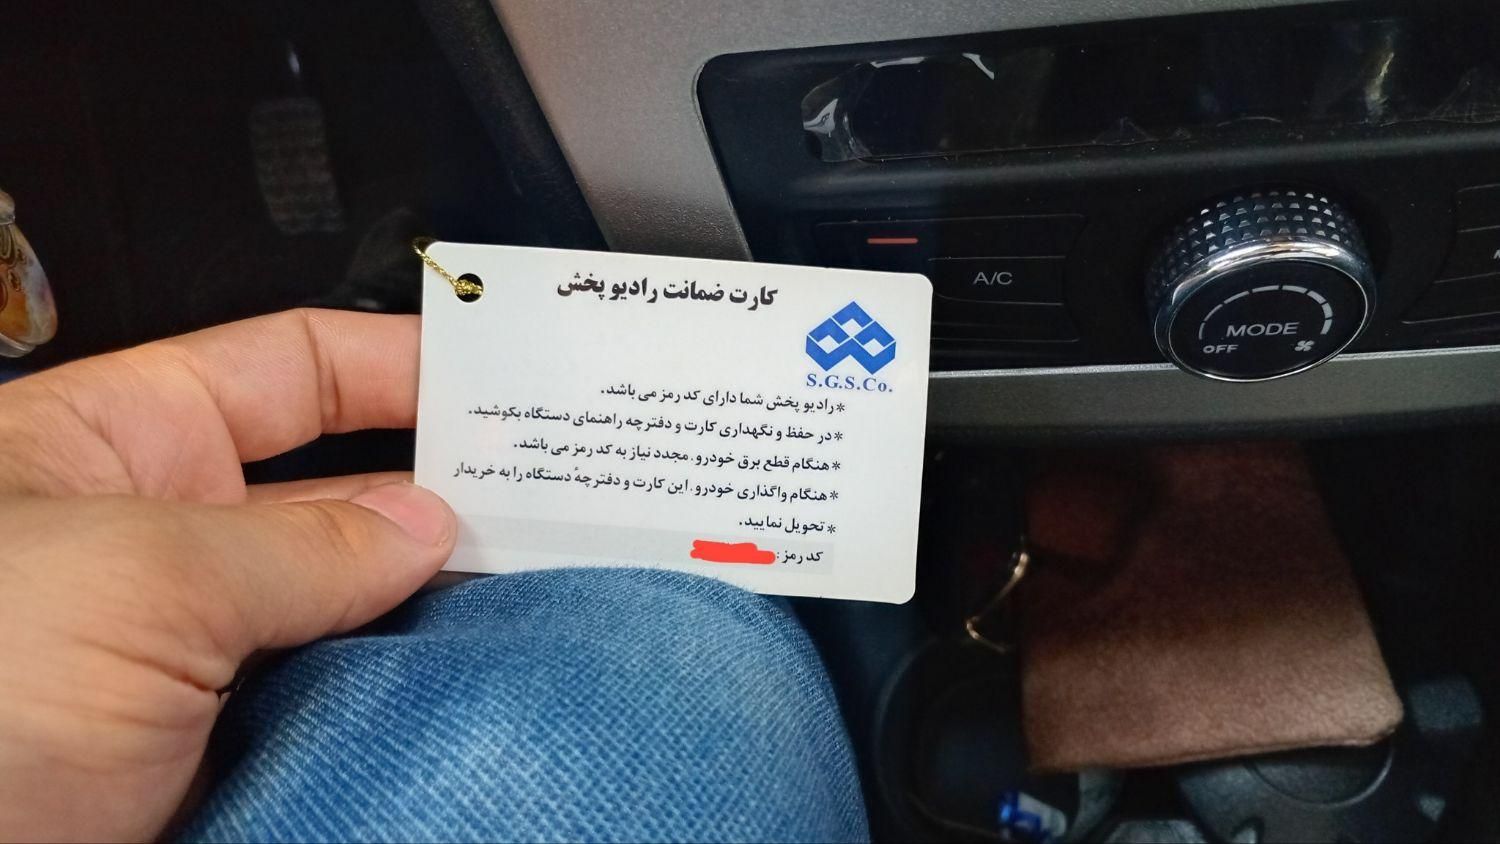 کارت ضمانت رادیو پخش
S.G.S.Co.
*رادیو پخش شما دارای کد رمز می باشد.
*در حفظ و نگهداری کارت و دفترچه راهنمای دستگاه بکوشید.
*هنگام قطع برق خودرو، مجدد نیاز به کد رمز می باشد.
*هنگام واگذاری خودرو، این کارت و دفترچهٔ دستگاه را به خریدار
*تحویل نمایید.
کد رمز:
A/C
MODE
OFF